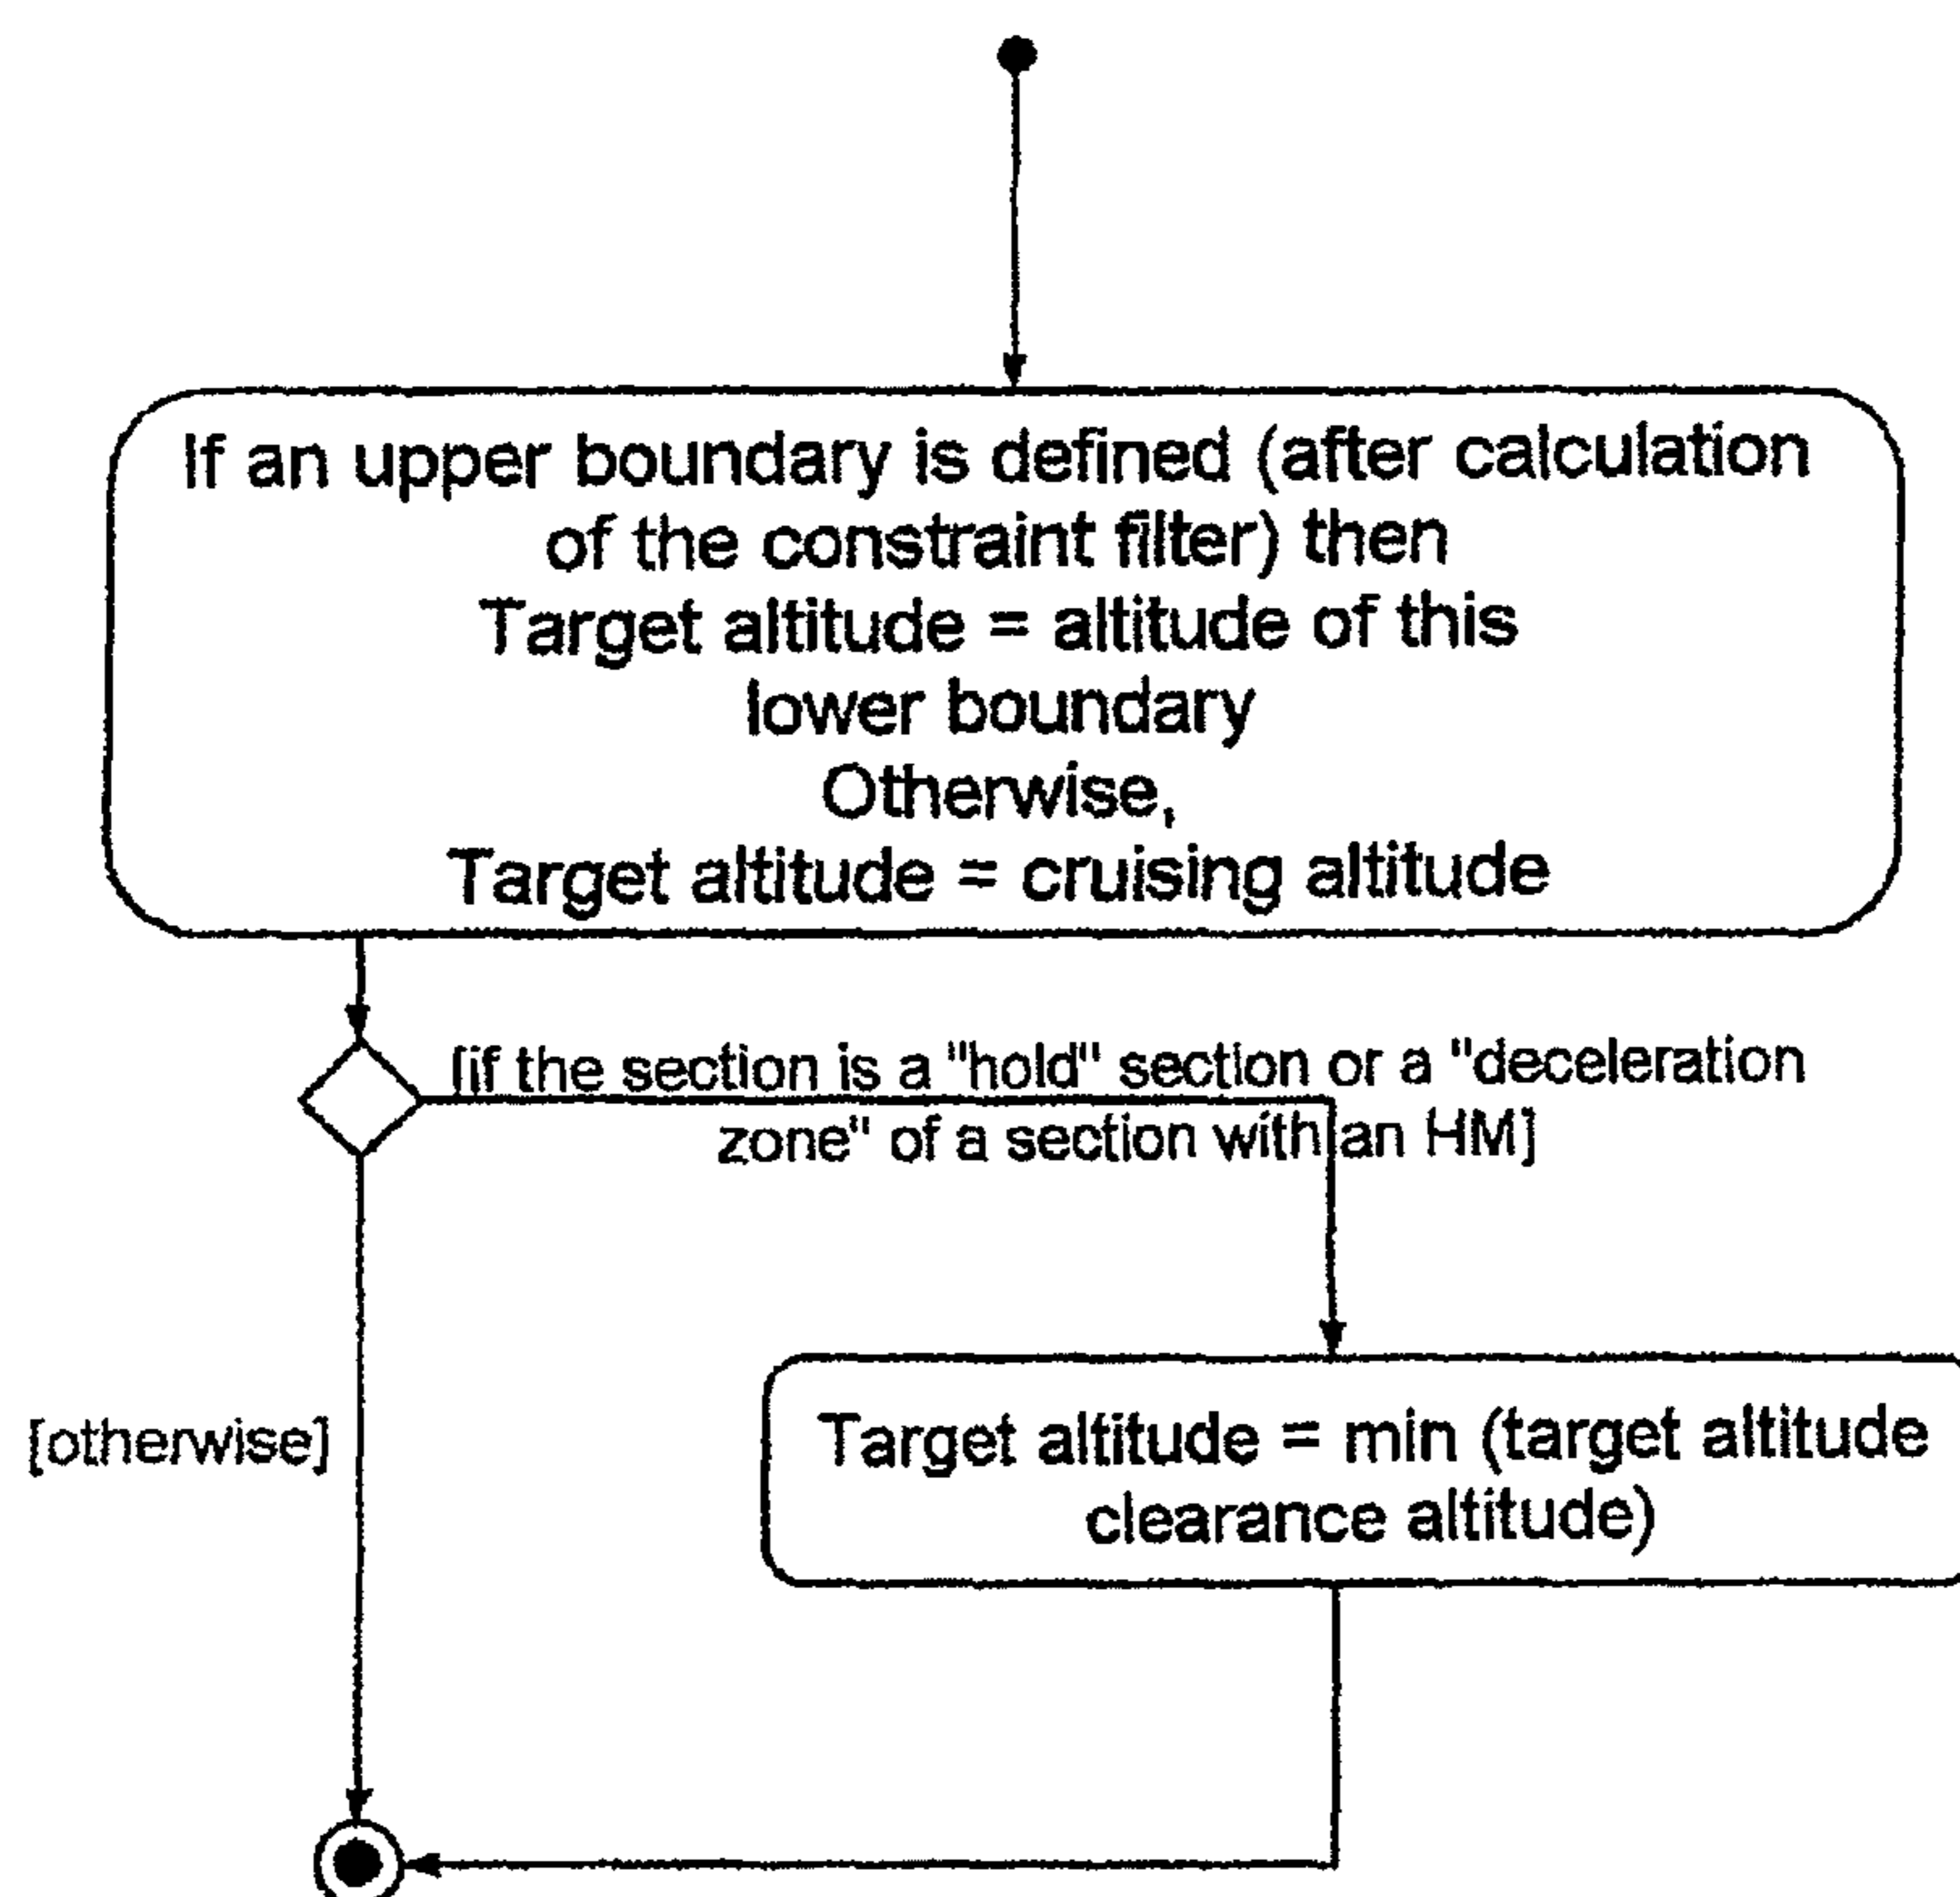 If an upper boundary is defined (after calculation
of the constraint filter) then
Target altitude = altitude of this
lower boundary
Otherwise,
Target altitude = cruising altitude
[if the section is a "hold" section or a "deceleration
zone" of a section with an HM]
[otherwise]
Target altitude = min (target altitude
clearance altitude)